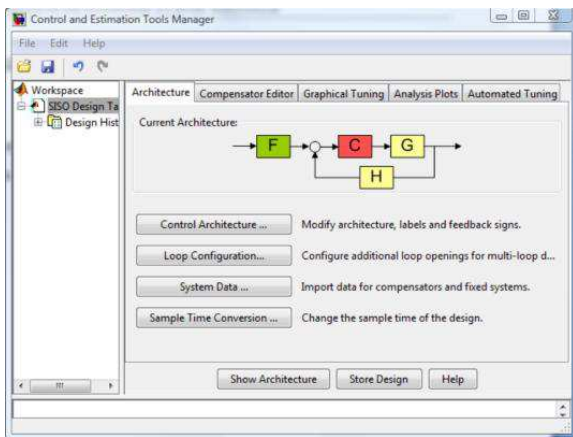 Control and Estimation Tools Manager
File Edit Help
Workspace
SISO Design Ta
Design Hist
Architecture Compensator Editor Graphical Tuning Analysis Plots Automated Tuning
Current Architecture:
F C G
H
Control Architecture ... Modify architecture, labels and feedback signs.
Loop Configuration... Configure additional loop openings for multi-loop d...
System Data ... Import data for compensators and fixed systems.
Sample Time Conversion ... Change the sample time of the design.
Show Architecture Store Design Help